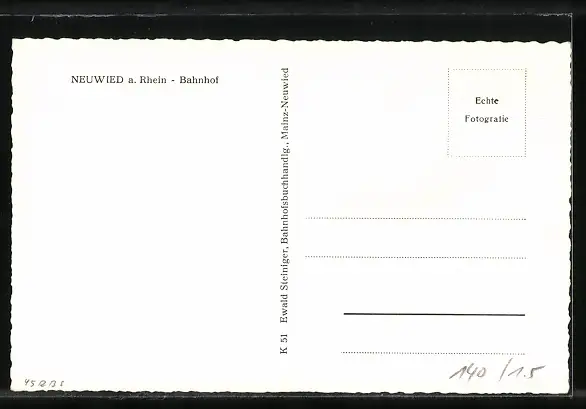 NEUWIED a. Rhein - Bahnhof
K 51 Ewald Steiniger, Bahnhofsbuchhandlg., Mainz-Neuwied
Echte
Fotografie
140 / 1.5